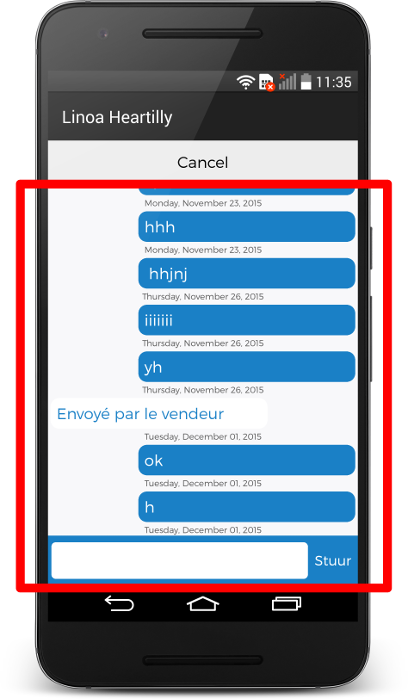 11:35
Linoa Heartilly
Cancel
Monday, November 23, 2015
hhh
Monday, November 23, 2015
hhjnj
Thursday, November 26, 2015
iiiiiii
Thursday, November 26, 2015
yh
Thursday, November 26, 2015
Envoyé par le vendeur
Tuesday, December 01, 2015
ok
Tuesday, December 01, 2015
h
Tuesday, December 01, 2015
Stuur